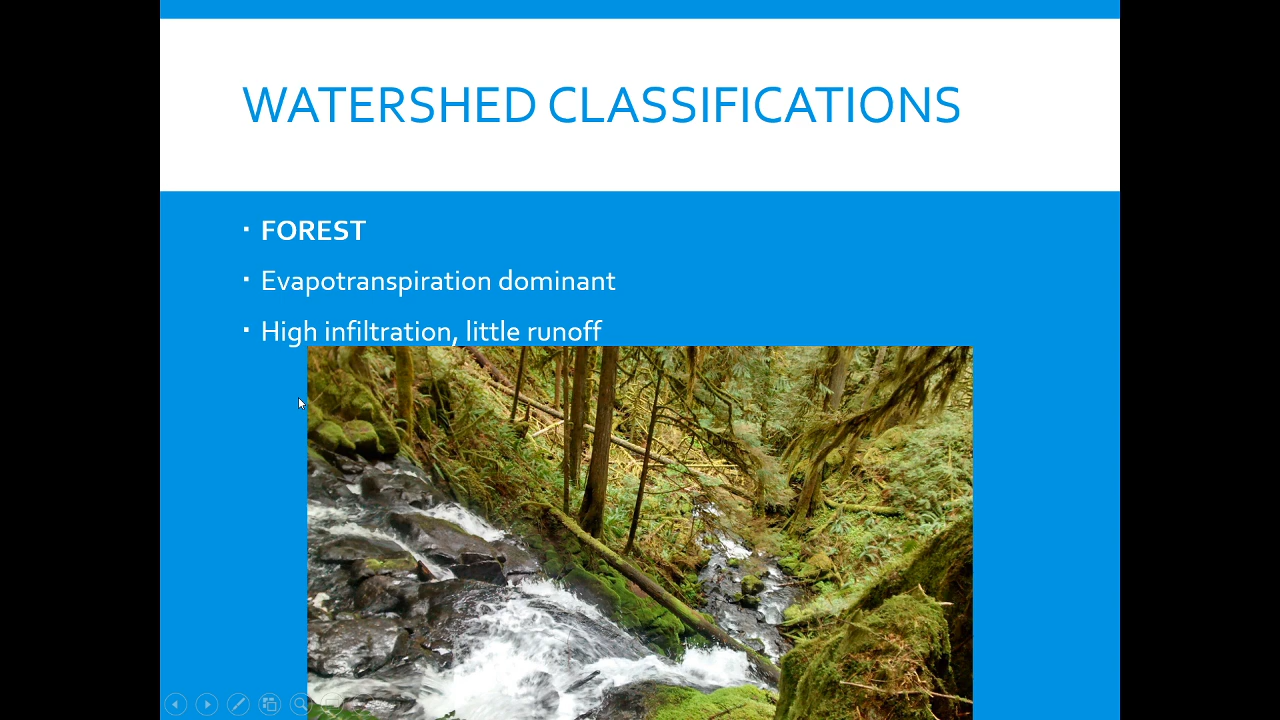 WATERSHED CLASSIFICATIONS
▪ FOREST
▪ Evapotranspiration dominant
▪ High infiltration, little runoff